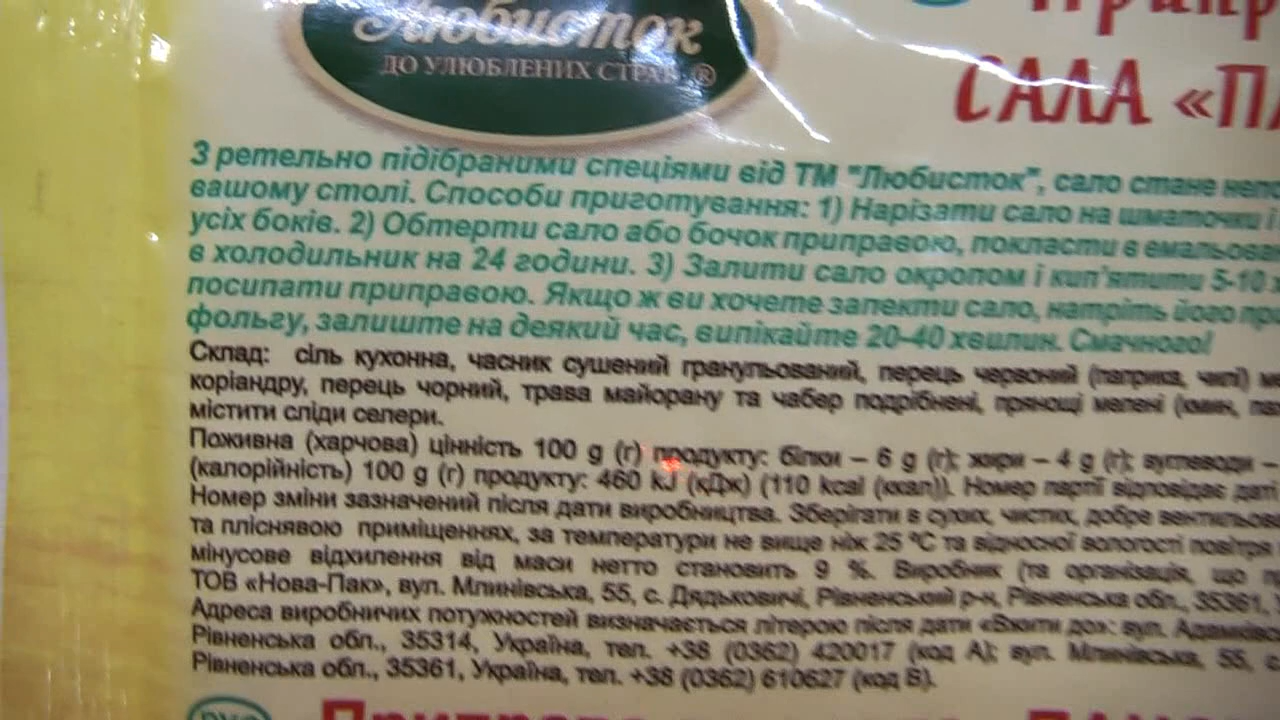 Любисток
ДО УЛЮБЛЕНИХ СТРАВ ®
САЛА «ПА
З ретельно підібраними спеціями від ТМ "Любисток", сало стане неп
вашому столі. Способи приготування: 1) Нарізати сало на шматочки і
усіх боків. 2) Обтерти сало або бочок приправою, покласти в емальова
в холодильник на 24 години. 3) Залити сало окропом і кип'ятити 5-10 х
посипати приправою. Якщо ж ви хочете запекти сало, натріть його пр
фольгу, залиште на деякий час, випікайте 20-40 хвилин. Смачного!
Склад: сіль кухонна, часник сушений гранульований, перець червоний (паприка, чилі) м
коріандру, перець чорний, трава майорану та чабер подрібнені, прянощі мелені (кмин, па
містити сліди селери.
Поживна (харчова) цінність 100 g (г) продукту: білки – 6 g (г); жири – 4 g (г); вуглеводи –
(калорійність) 100 g (г) продукту: 460 kJ (кДж) (110 kcal (ккал)). Номер партії відповідає даті
Номер зміни зазначений після дати виробництва. Зберігати в сухих, чистих, добре вентильова
та пліснявою приміщеннях, за температури не вище ніж 25 °C та відносної вологості повітря
мінусове відхилення від маси нетто становить 9 %. Виробник (та організація, що п
ТОВ «Нова-Пак», вул. Млинівська, 55, с. Дядьковичі, Рівненський р-н, Рівненська обл., 35361,
Адреса виробничих потужностей визначається літерою після дати «Вжити до»: вул.
Рівненська обл., 35314, Україна, тел. +38 (0362) 420017 (код А); вул. Млинівська, 55, с
Рівненська обл., 35361, Україна, тел. +38 (0362) 610627 (код В).